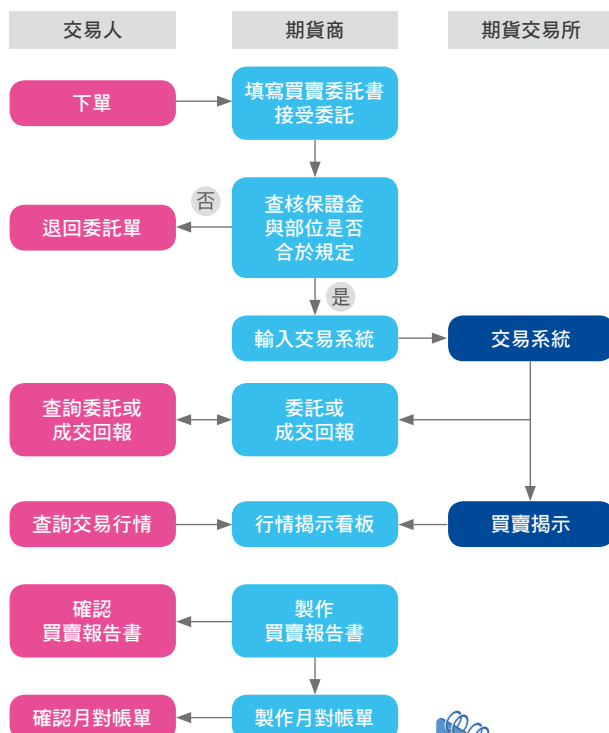 交易人
期貨商
期貨交易所
下單
填寫買賣委託書
接受委託
否
退回委託單
查核保證金
與部位是否
合於規定
是
輸入交易系統
交易系統
查詢委託或
成交回報
委託或
成交回報
查詢交易行情
行情揭示看板
買賣揭示
確認
買賣報告書
製作
買賣報告書
確認月對帳單
製作月對帳單